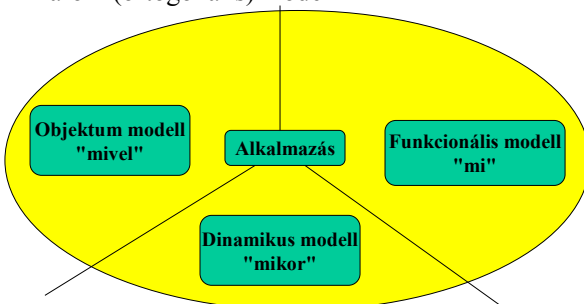 Objektum modell
"mivel"
Alkalmazás
Funkcionális modell
"mi"
Dinamikus modell
"mikor"